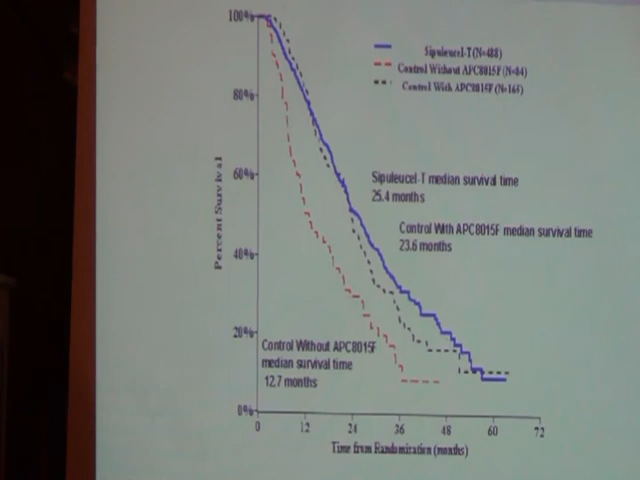 100%
80%
60%
40%
20%
0%
Percent Survival
Sipuleucel-T (N=488)
Control Without APC8015F (N=84)
Control With APC8015F (N=165)
Sipuleucel-T median survival time
25.4 months
Control With APC8015F median survival time
23.6 months
Control Without APC8015F
median survival time
12.7 months
0 12 24 36 48 60 72
Time from Randomization (months)